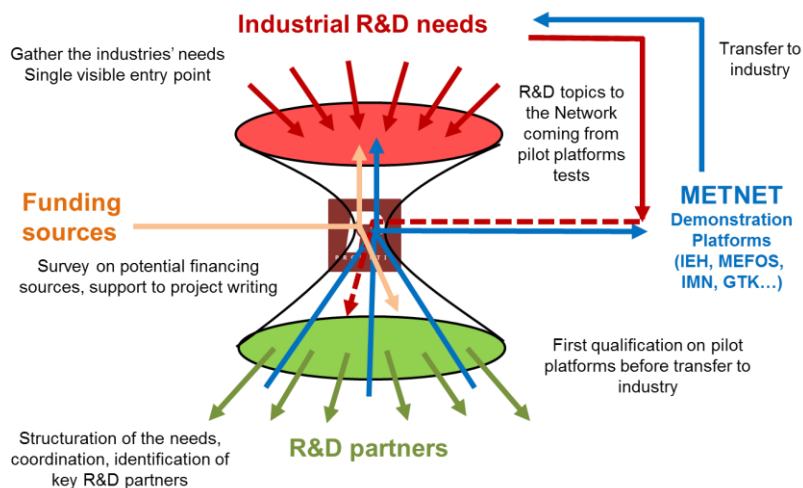 Industrial R&D needs
Gather the industries' needs
Single visible entry point
Transfer to
industry
R&D topics to
the Network
coming from
pilot platforms
tests
Funding
sources
METNET
Demonstration
Platforms
(IEH, MEFOS,
IMN, GTK…)
Survey on potential financing
sources, support to project writing
First qualification on pilot
platforms before transfer to
industry
Structuration of the needs,
coordination, identification of
key R&D partners
R&D partners